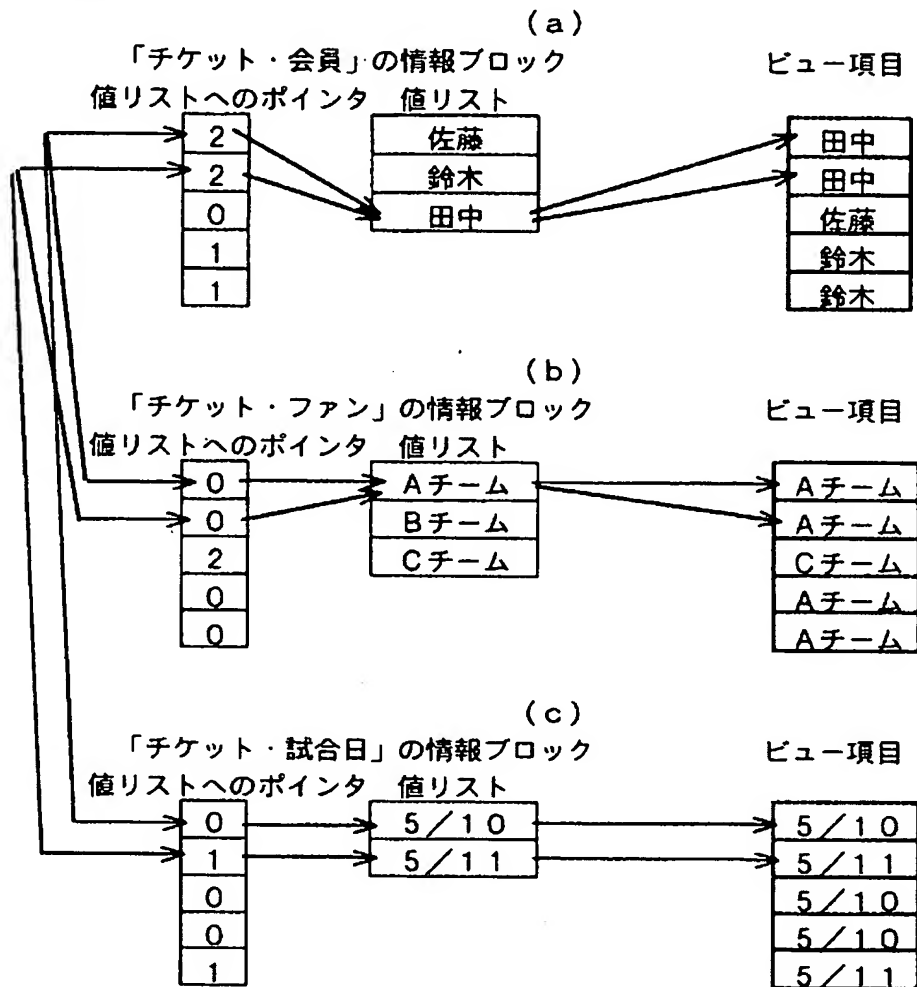 (a)
「チケット・会員」の情報ブロック
ビュー項目
値リストへのポインタ 値リスト
2
2
0
1
1
佐藤
鈴木
田中
田中
田中
佐藤
鈴木
鈴木
(b)
「チケット・ファン」の情報ブロック
ビュー項目
値リストへのポインタ 値リスト
0
0
2
0
0
Aチーム
Bチーム
Cチーム
Aチーム
Aチーム
Cチーム
Aチーム
Aチーム
(c)
「チケット・試合日」の情報ブロック
ビュー項目
値リストへのポインタ 値リスト
0
1
0
0
1
5/10
5/11
5/10
5/11
5/10
5/10
5/11